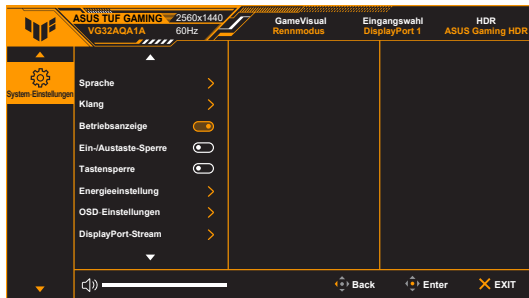 ASUS TUF GAMING 2560x1440
VG32AQA1A 60Hz
GameVisual
Rennmodus
Eingangswahl
DisplayPort 1
HDR
ASUS Gaming HDR
System-Einstellungen
Sprache
Klang
Betriebsanzeige
Ein-/Austaste-Sperre
Tastensperre
Energieeinstellung
OSD-Einstellungen
DisplayPort-Stream
Back
Enter
EXIT